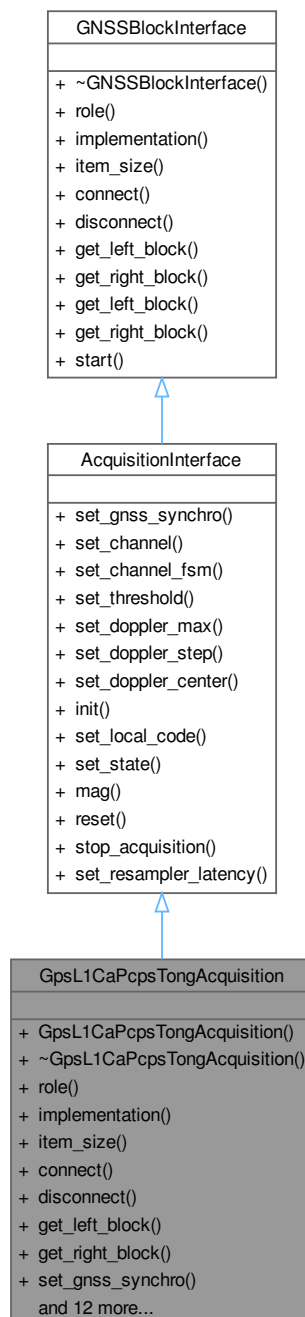 GNSSBlockInterface
+ ~GNSSBlockInterface()
+ role()
+ implementation()
+ item_size()
+ connect()
+ disconnect()
+ get_left_block()
+ get_right_block()
+ get_left_block()
+ get_right_block()
+ start()
AcquisitionInterface
+ set_gnss_synchro()
+ set_channel()
+ set_channel_fsm()
+ set_threshold()
+ set_doppler_max()
+ set_doppler_step()
+ set_doppler_center()
+ init()
+ set_local_code()
+ set_state()
+ mag()
+ reset()
+ stop_acquisition()
+ set_resampler_latency()
GpsL1CaPcpsTongAcquisition
+ GpsL1CaPcpsTongAcquisition()
+ ~GpsL1CaPcpsTongAcquisition()
+ role()
+ implementation()
+ item_size()
+ connect()
+ disconnect()
+ get_left_block()
+ get_right_block()
+ set_gnss_synchro()
and 12 more...